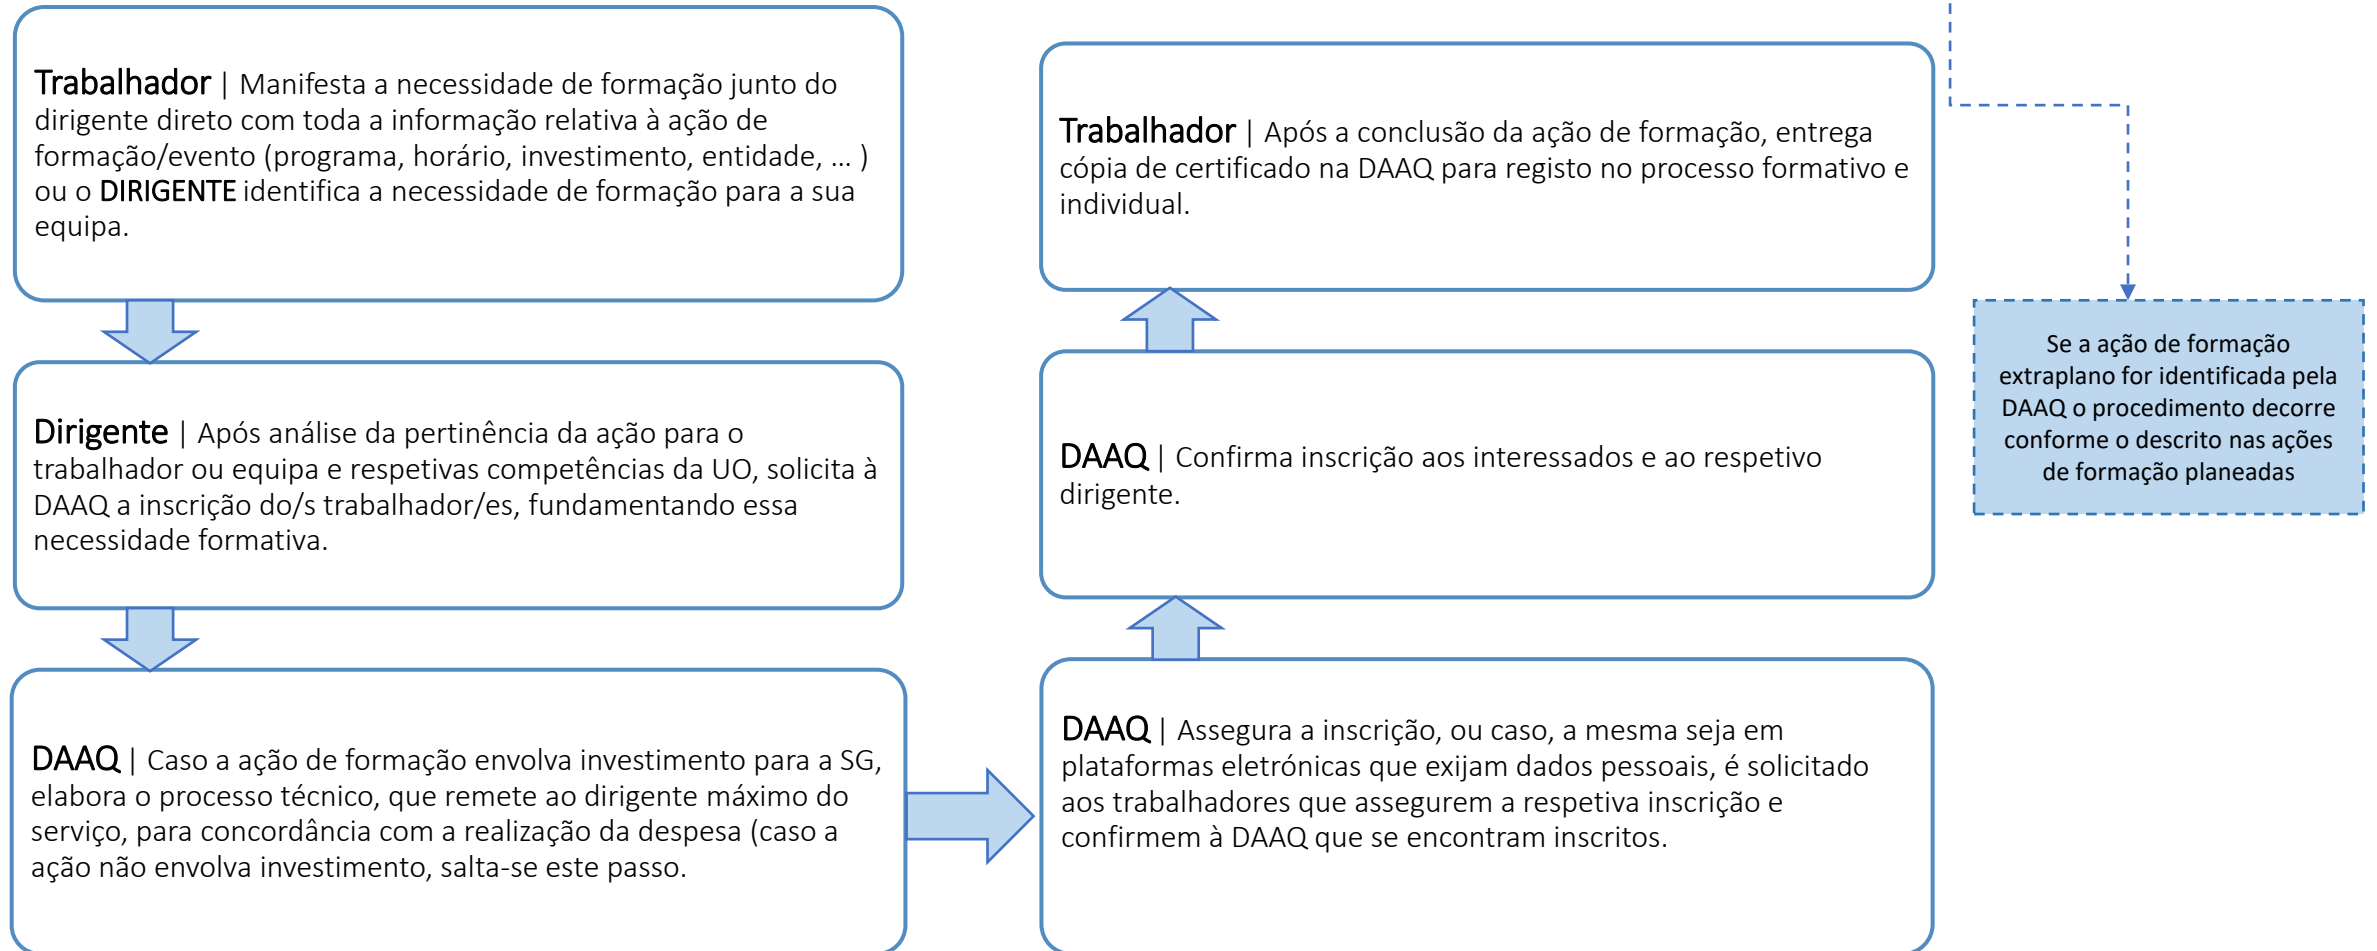 Trabalhador | Manifesta a necessidade de formação junto do
dirigente direto com toda a informação relativa à ação de
formação/evento (programa, horário, investimento, entidade, ... )
ou o DIRIGENTE identifica a necessidade de formação para a sua
equipa.
Dirigente | Após análise da pertinência da ação para o
trabalhador ou equipa e respetivas competências da UO, solicita à
DAAQ a inscrição do/s trabalhador/es, fundamentando essa
necessidade formativa.
DAAQ | Caso a ação de formação envolva investimento para a SG,
elabora o processo técnico, que remete ao dirigente máximo do
serviço, para concordância com a realização da despesa (caso a
ação não envolva investimento, salta-se este passo.
DAAQ | Assegura a inscrição, ou caso, a mesma seja em
plataformas eletrónicas que exijam dados pessoais, é solicitado
aos trabalhadores que assegurem a respetiva inscrição e
confirmem à DAAQ que se encontram inscritos.
DAAQ | Confirma inscrição aos interessados e ao respetivo
dirigente.
Trabalhador | Após a conclusão da ação de formação, entrega
cópia de certificado na DAAQ para registo no processo formativo e
individual.
Se a ação de formação
extraplano for identificada pela
DAAQ o procedimento decorre
conforme o descrito nas ações
de formação planeadas